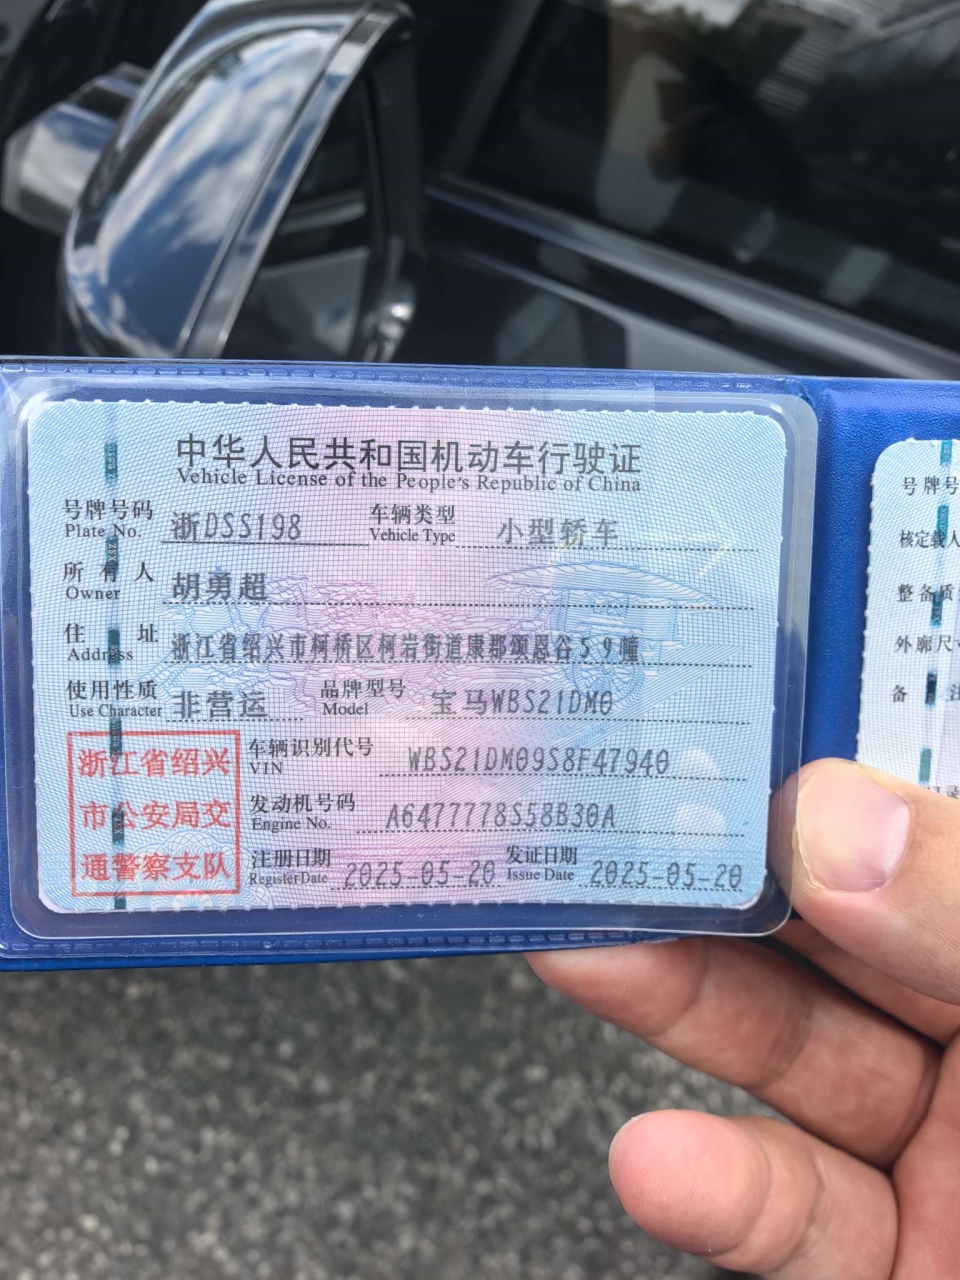 中华人民共和国机动车行驶证
Vehicle License of the People's Republic of China
号牌号码 浙DSS198 车辆类型 小型轿车
Plate No. Vehicle Type
所有人 胡勇超
Owner
住址 浙江省绍兴市柯桥区柯岩街道康郡颂恩谷59幢
Address
使用性质 非营运 品牌型号 宝马WBS21DM0
Use Character Model
浙江省绍兴
市公安局交
通警察支队
车辆识别代号 WBS21DM09S8F47940
VIN
发动机号码 A6477778S58B30A
Engine No.
注册日期 2025-05-20 发证日期 2025-05-20
RegisterDate Issue Date
号牌号
核定载人
整备质
外廓尺寸
备注